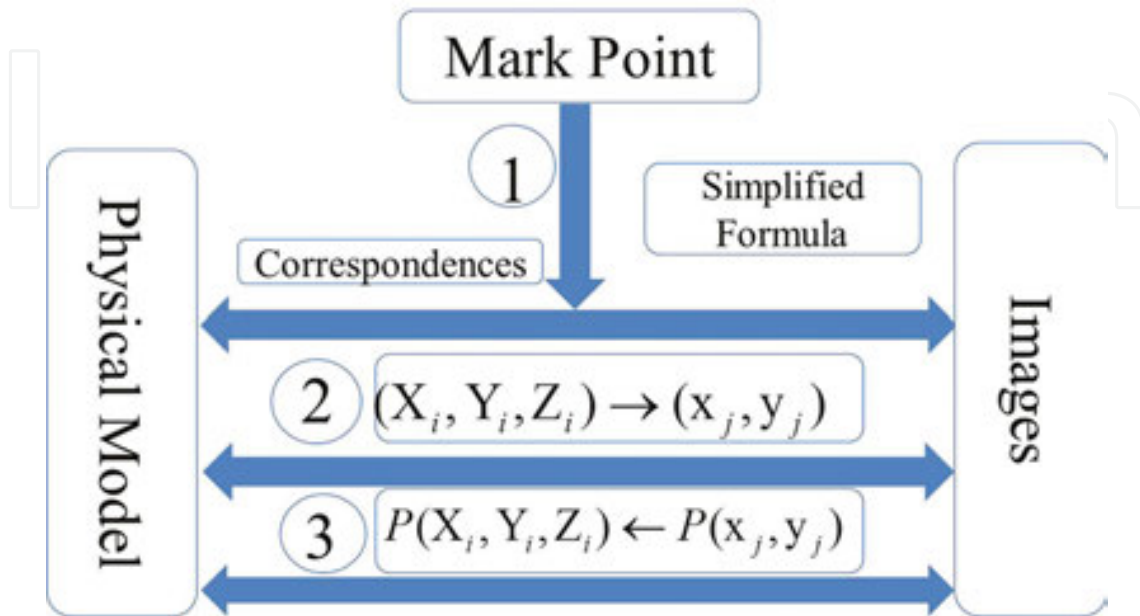 Mark Point
1
Simplified
Formula
Correspondences
Physical Model
Images
2
(X_i, Y_i, Z_i) → (x_j, y_j)
3
P(X_i, Y_i, Z_i) ← P(x_j, y_j)